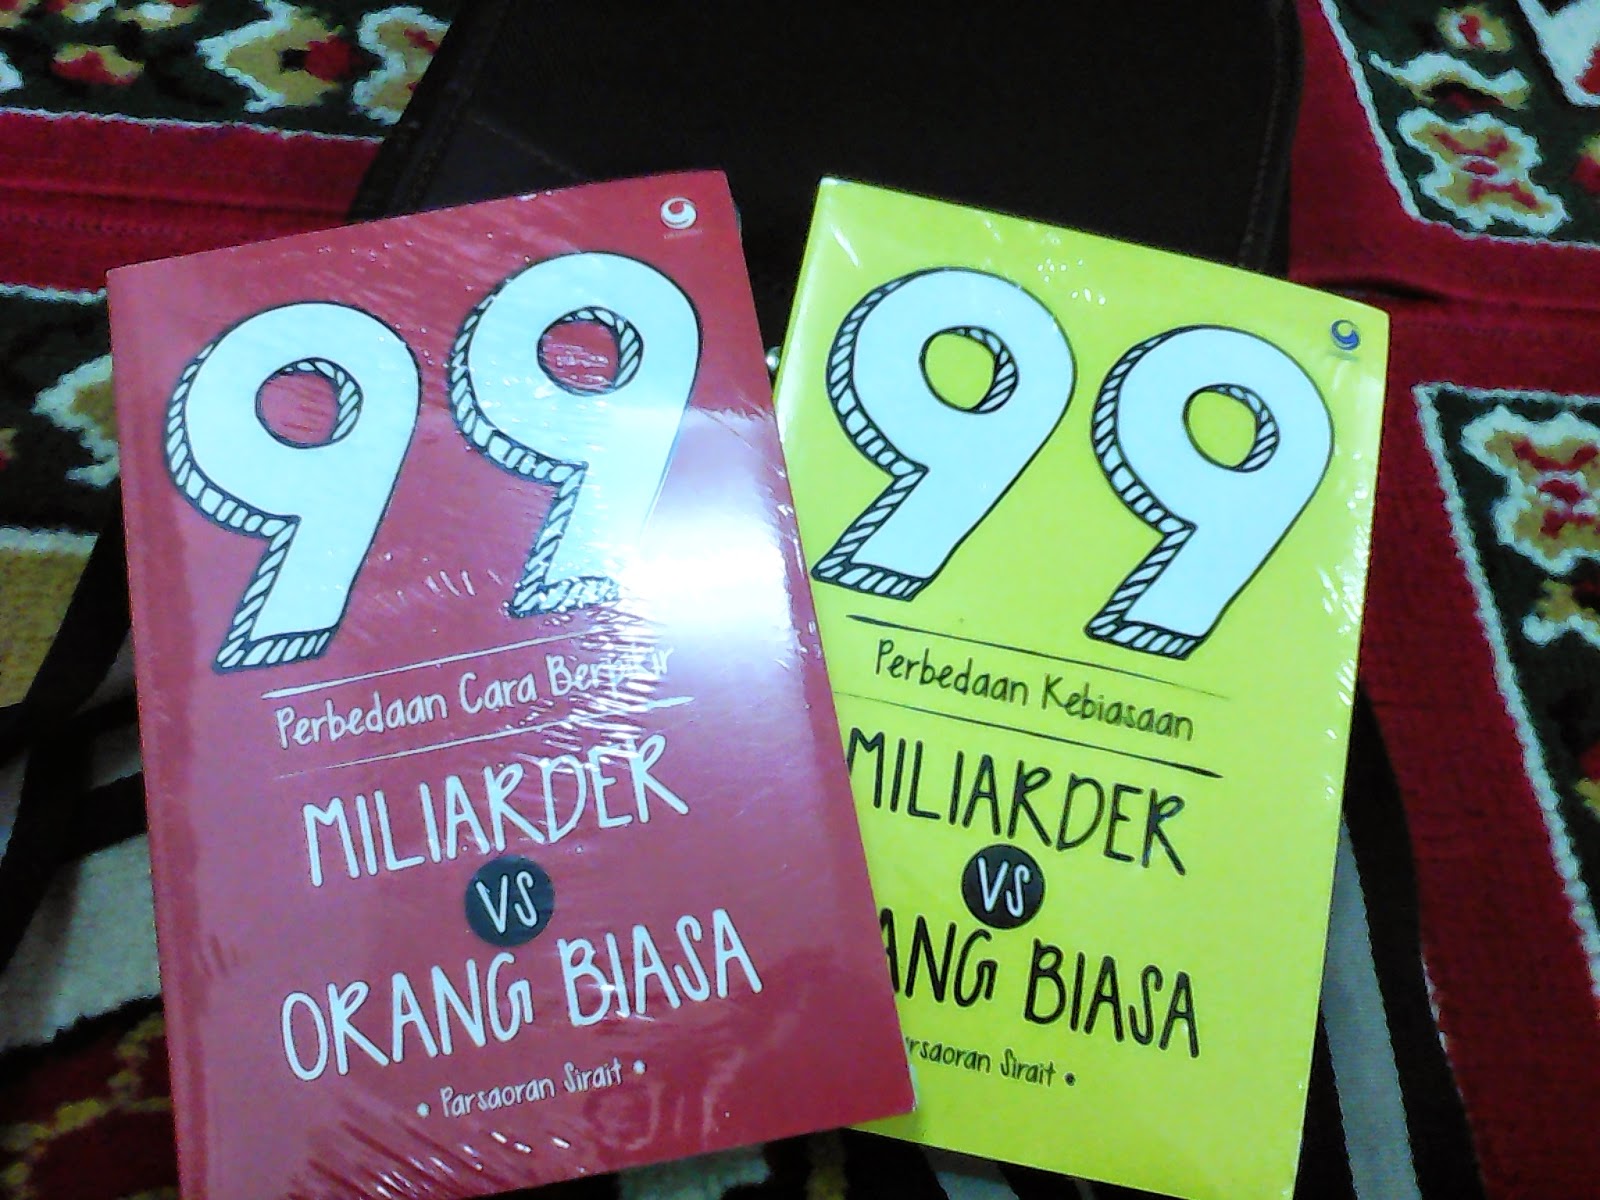 99
Perbedaan Cara Berpikir
MILIARDER
VS
ORANG BIASA
• Parsaoran Sirait •
99
Perbedaan Kebiasaan
MILIARDER
VS
ANG BIASA
rsaoran Sirait •